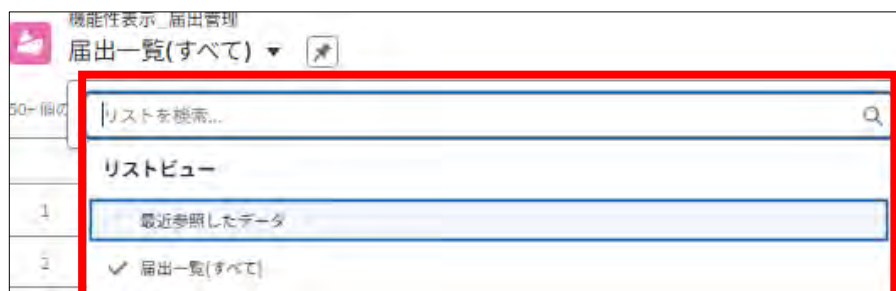 機能性表示_届出管理
届出一覧(すべて)
50+ 個の
リストを検索...
リストビュー
1
最近参照したデータ
2
届出一覧(すべて)